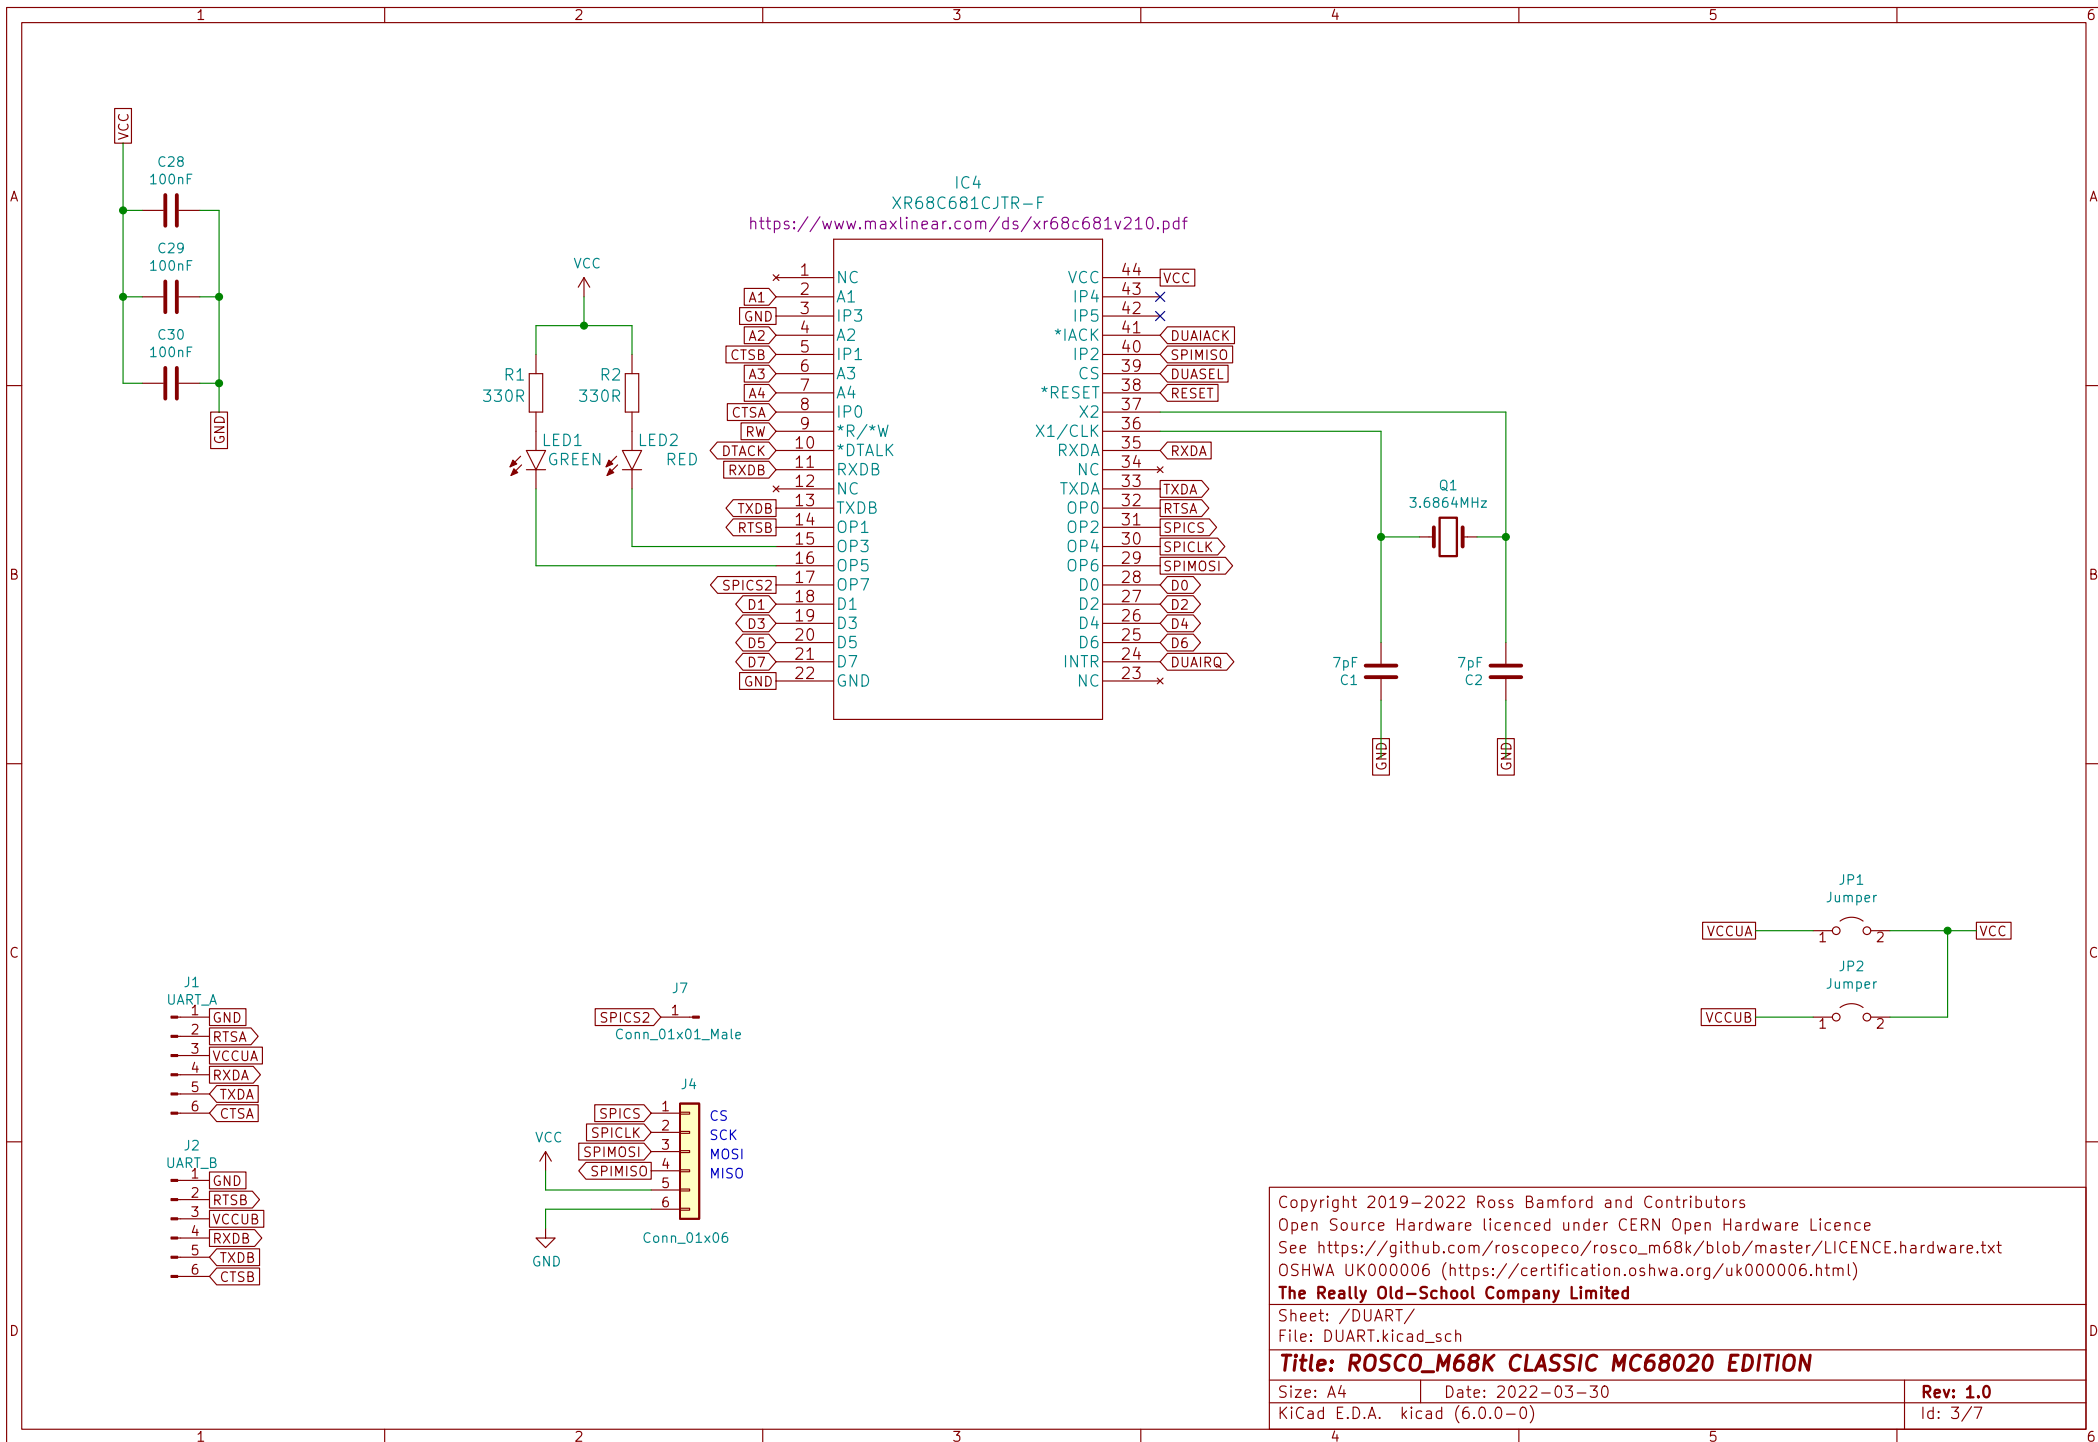 1 2 3 4 5 6
A
B
C
D
A
B
C
D
VCC
C28
100nF
C29
100nF
C30
100nF
GND
VCC
R1
330R
R2
330R
LED1
GREEN
LED2
RED
IC4
XR68C681CJTR-F
https://www.maxlinear.com/ds/xr68c681v210.pdf
1 NC
A1 2 A1
GND 3 IP3
A2 4 A2
CTSB 5 IP1
A3 6 A3
A4 7 A4
CTSA 8 IP0
RW 9 *R/*W
DTACK 10 *DTALK
RXDB 11 RXDB
12 NC
TXDB 13 TXDB
RTSB 14 OP1
15 OP3
16 OP5
SPICS2 17 OP7
D1 18 D1
D3 19 D3
D5 20 D5
D7 21 D7
GND 22 GND
VCC 44 VCC
IP4 43
IP5 42
*IACK 41 DUAIACK
IP2 40 SPIMISO
CS 39 DUASEL
*RESET 38 RESET
X2 37
X1/CLK 36
RXDA 35 RXDA
NC 34
TXDA 33 TXDA
OP0 32 RTSA
OP2 31 SPICS
OP4 30 SPICLK
OP6 29 SPIMOSI
D0 28 D0
D2 27 D2
D4 26 D4
D6 25 D6
INTR 24 DUAIRQ
NC 23
Q1
3.6864MHz
7pF
C1
7pF
C2
GND
GND
JP1
Jumper
VCCUA 1 2 VCC
JP2
Jumper
VCCUB 1 2
J1
UART_A
1 GND
2 RTSA
3 VCCUA
4 RXDA
5 TXDA
6 CTSA
J2
UART_B
1 GND
2 RTSB
3 VCCUB
4 RXDB
5 TXDB
6 CTSB
J7
SPICS2 1
Conn_01x01_Male
J4
SPICS 1 CS
SPICLK 2 SCK
SPIMOSI 3 MOSI
SPIMISO 4 MISO
VCC
5
6
GND
Conn_01x06
Copyright 2019-2022 Ross Bamford and Contributors
Open Source Hardware licenced under CERN Open Hardware Licence
See https://github.com/roscopeco/rosco_m68k/blob/master/LICENCE.hardware.txt
OSHWA UK000006 (https://certification.oshwa.org/uk000006.html)
The Really Old-School Company Limited
Sheet: /DUART/
File: DUART.kicad_sch
Title: ROSCO_M68K CLASSIC MC68020 EDITION
Size: A4 Date: 2022-03-30 Rev: 1.0
KiCad E.D.A. kicad (6.0.0-0) Id: 3/7
1 2 3 4 5 6